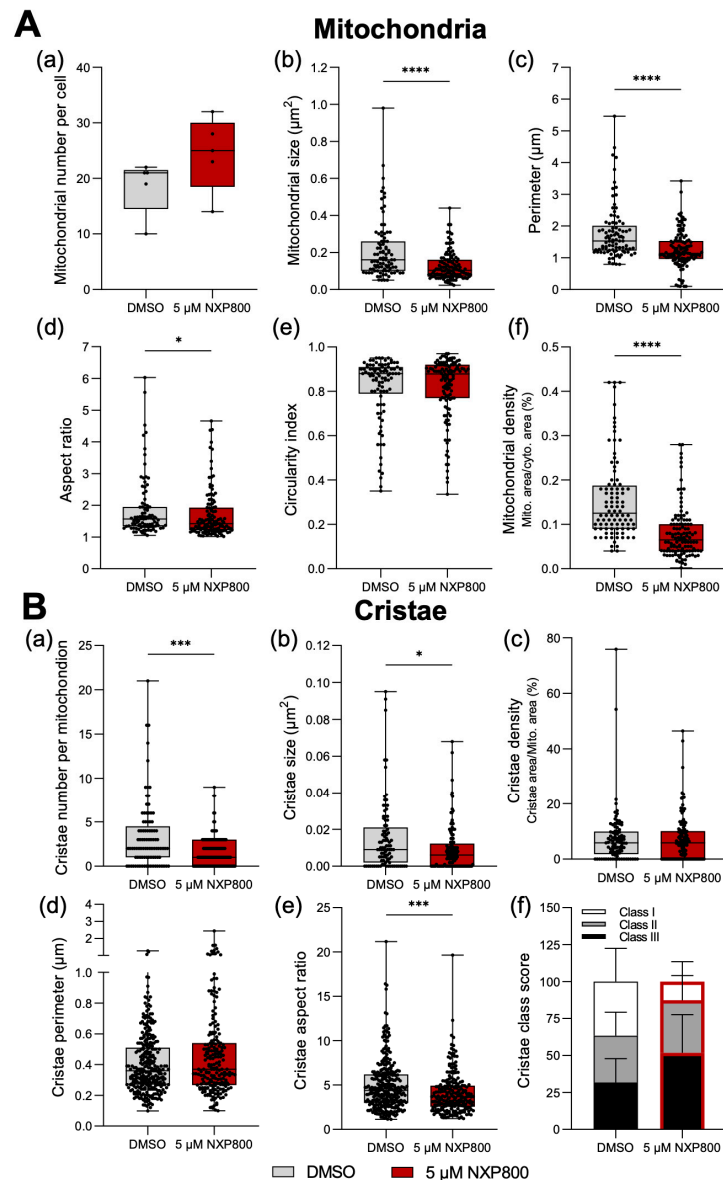 A
Mitochondria
(a)
Mitochondrial number per cell
40
30
20
10
0
DMSO
5 µM NXP800
(b)
Mitochondrial size (µm²)
1.2
1.0
0.8
0.6
0.4
0.2
0.0
****
DMSO
5 µM NXP800
(c)
Perimeter (µm)
7
6
5
4
3
2
1
0
****
DMSO
5 µM NXP800
(d)
Aspect ratio
7
6
5
4
3
2
1
0
*
DMSO
5 µM NXP800
(e)
Circularity index
1.0
0.8
0.6
0.4
0.2
0.0
DMSO
5 µM NXP800
(f)
Mitochondrial density
Mito. area/cyto. area (%)
0.5
0.4
0.3
0.2
0.1
0.0
****
DMSO
5 µM NXP800
B
Cristae
(a)
Cristae number per mitochondion
25
20
15
10
5
0
***
DMSO
5 µM NXP800
(b)
Cristae size (µm²)
0.12
0.10
0.08
0.06
0.04
0.02
0.00
*
DMSO
5 µM NXP800
(c)
Cristae density
Cristae area/Mito. area (%)
80
60
40
20
0
DMSO
5 µM NXP800
(d)
Cristae perimeter (µm)
4
3
2
1.0
0.8
0.6
0.4
0.2
0.0
DMSO
5 µM NXP800
(e)
Cristae aspect ratio
25
20
15
10
5
0
***
DMSO
5 µM NXP800
(f)
Cristae class score
150
125
100
75
50
25
0
Class I
Class II
Class III
DMSO
5 µM NXP800
DMSO
5 µM NXP800